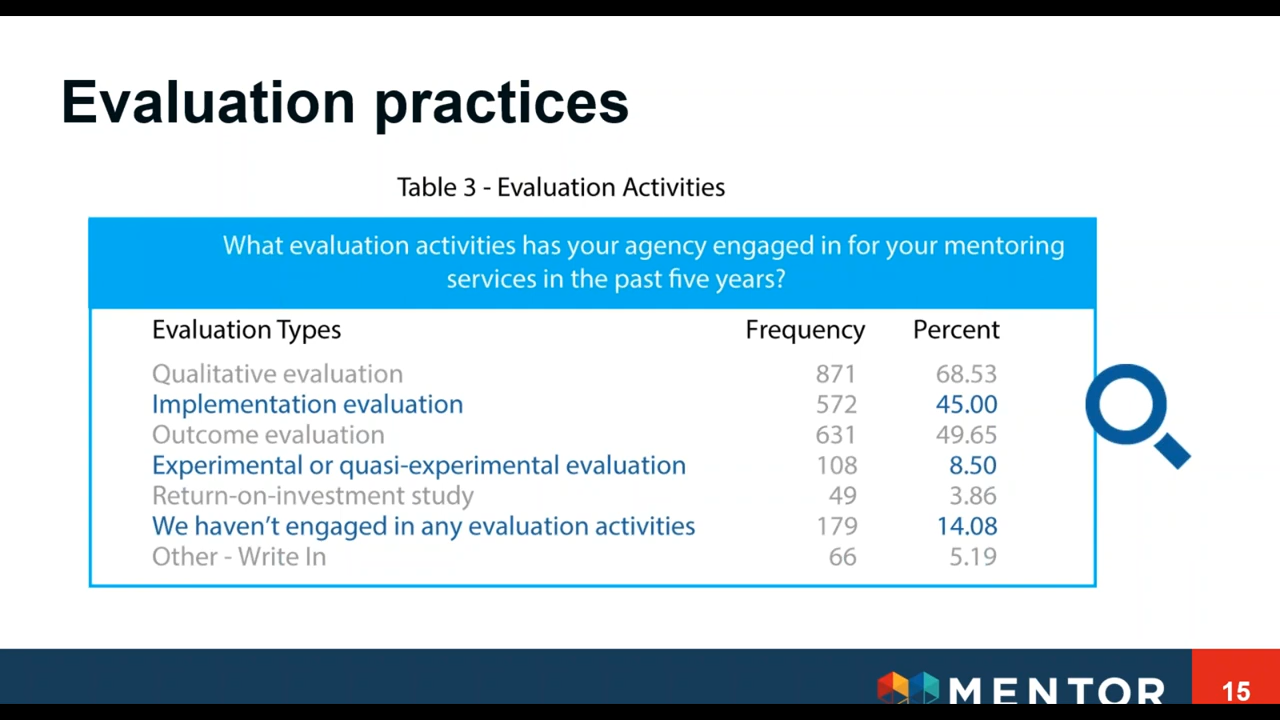 Evaluation practices
Table 3 - Evaluation Activities
What evaluation activities has your agency engaged in for your mentoring
services in the past five years?
Evaluation Types Frequency Percent
Qualitative evaluation 871 68.53
Implementation evaluation 572 45.00
Outcome evaluation 631 49.65
Experimental or quasi-experimental evaluation 108 8.50
Return-on-investment study 49 3.86
We haven’t engaged in any evaluation activities 179 14.08
Other - Write In 66 5.19
MENTOR 15